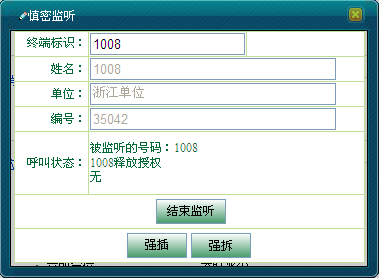 慎密监听
终端标识： 1008
姓名： 1008
单位： 浙江单位
编号： 35042
呼叫状态： 被监听的号码：1008
1008释放授权
无
结束监听
强插 强拆